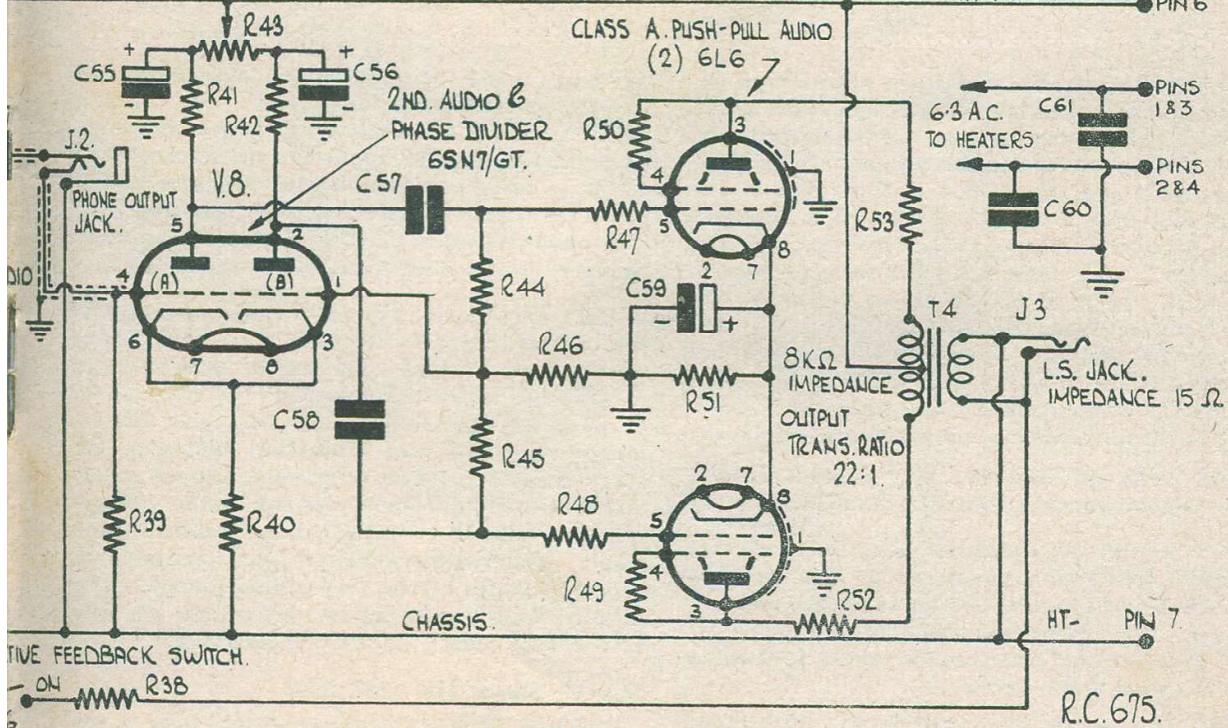 R43
CLASS A. PUSH-PULL AUDIO
(2) 6L6
PIN 6
+
C55
-
R41
R42
+
C56
-
2ND. AUDIO &
PHASE DIVIDER
6SN7/GT.
R50
3
1
4
5
2
7
8
6·3 A.C.
TO HEATERS
C61
PINS
1&3
PINS
2&4
C60
J.2.
PHONE OUTPUT
JACK.
V.8.
C57
R47
R53
5
2
4
(A)
(B)
1
6
7
8
3
R44
C59
-
+
R46
R51
8KΩ
IMPEDANCE
T4
J3
L.S. JACK.
IMPEDANCE 15 Ω
OUTPUT
TRANS. RATIO
22:1.
C58
R45
R39
R40
R48
2
7
8
5
4
1
3
R49
R52
CHASSIS.
HT-
PIN 7.
TIVE FEEDBACK SWITCH.
ON
R38
R.C. 675.